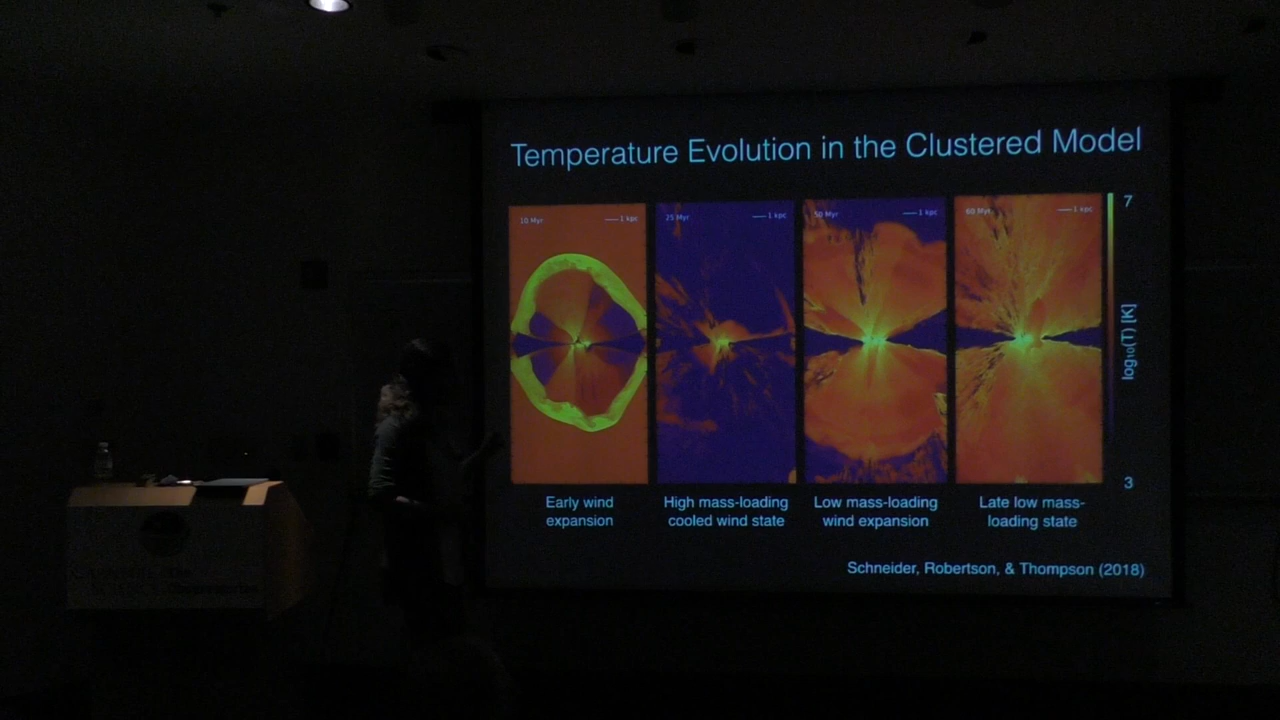 Temperature Evolution in the Clustered Model
10 Myr
1 kpc
25 Myr
1 kpc
50 Myr
1 kpc
60 Myr
1 kpc
7
log₁₀(T) [K]
3
Early wind
expansion
High mass-loading
cooled wind state
Low mass-loading
wind expansion
Late low mass-
loading state
Schneider, Robertson, & Thompson (2018)